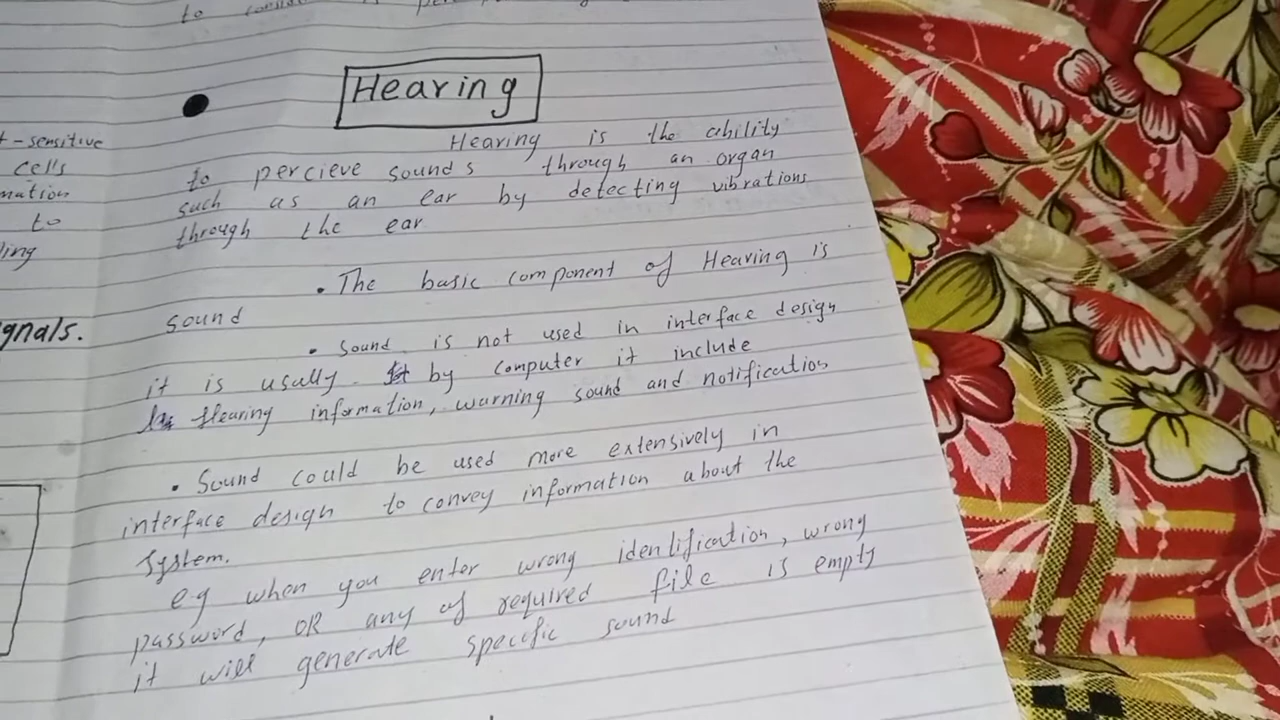 to
Hearing
Hearing is the ability
to percieve sounds through an organ
such as an ear by detecting vibrations
through the ear
• The basic component of Hearing is
sound
• Sound is not used in interface design
it is usally by computer it include
Hearing information, warning sound and notification
• Sound could be used more extensively in
interface design to convey information about the
system.
e.g when you enter wrong identification, wrong
password, OR any of required file is empty
it will generate specific sound
t-sensitive
cells
mation
to
ling
gnals.